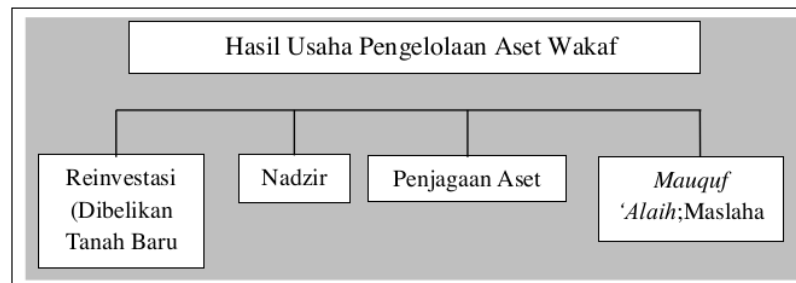 Hasil Usaha Pengelolaan Aset Wakaf
Reinvestasi
(Dibelikan
Tanah Baru
Nadzir
Penjagaan Aset
Mauquf
‘Alaih;Maslaha